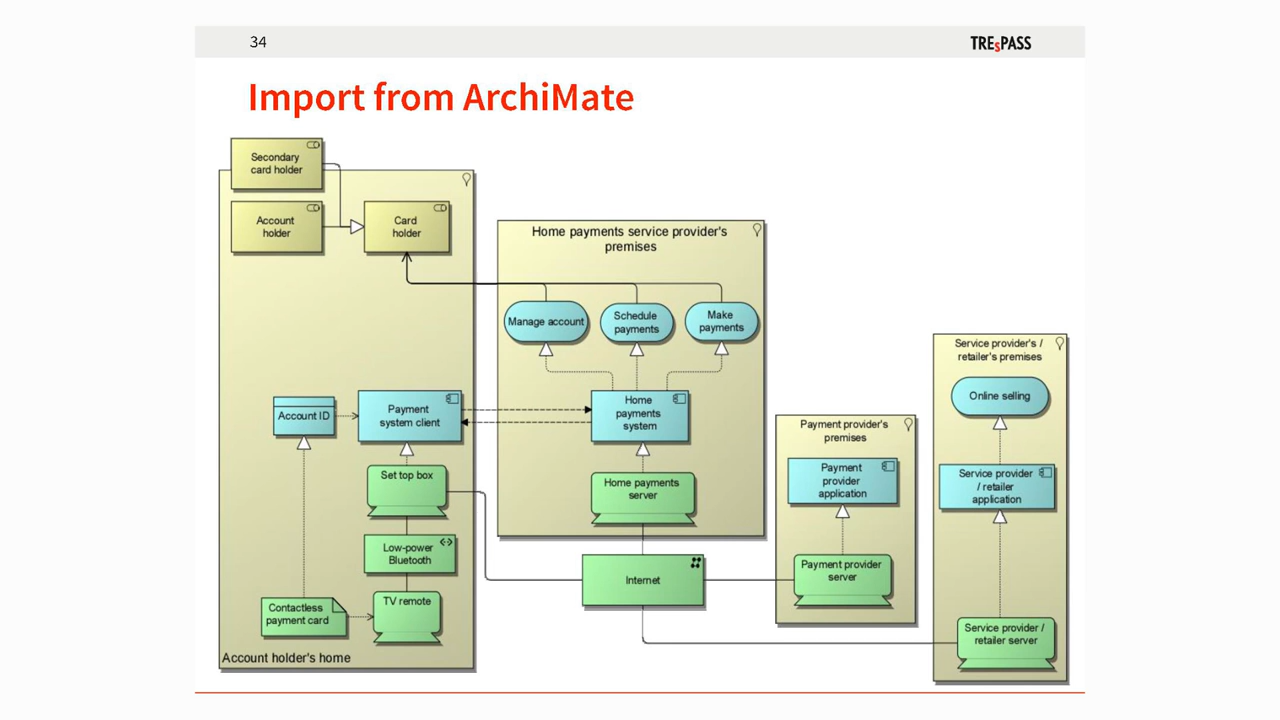 34
TREsPASS
Import from ArchiMate
Secondary
card holder
Account
holder
Card
holder
Home payments service provider's
premises
Manage account
Schedule
payments
Make
payments
Service provider's /
retailer's premises
Online selling
Account ID
Payment
system client
Home
payments
system
Payment provider's
premises
Payment
provider
application
Service provider
/ retailer
application
Set top box
Home payments
server
Low-power
Bluetooth
Internet
Payment provider
server
Contactless
payment card
TV remote
Service provider /
retailer server
Account holder's home